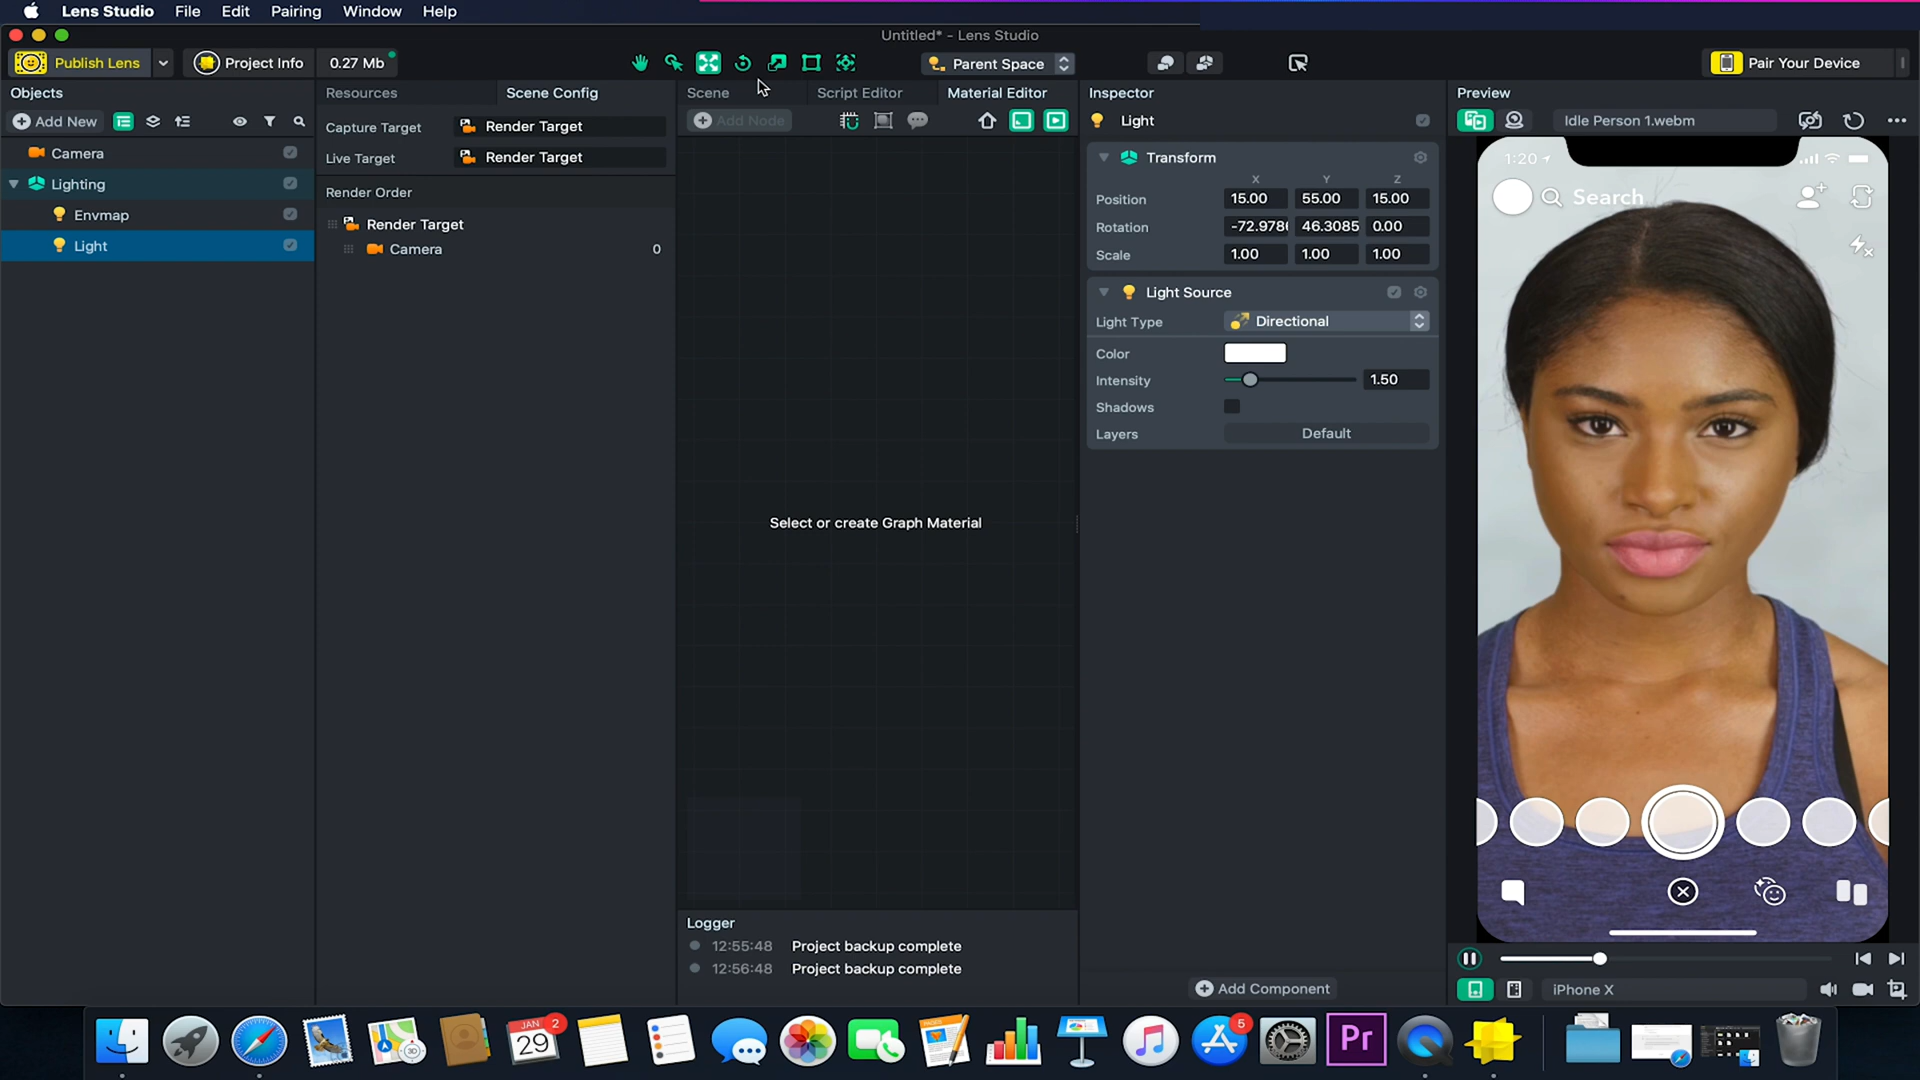 Lens Studio File Edit Pairing Window Help
Untitled* - Lens Studio
Publish Lens Project Info 0.27 Mb Parent Space Pair Your Device
Objects
Add New
Camera
Lighting
Envmap
Light
Resources Scene Config
Capture Target Render Target
Live Target Render Target
Render Order
Render Target
Camera 0
Scene Script Editor Material Editor
Add Node
Select or create Graph Material
Logger
12:55:48 Project backup complete
12:56:48 Project backup complete
Inspector
Light
Transform
X Y Z
Position 15.00 55.00 15.00
Rotation -72.978 46.3085 0.00
Scale 1.00 1.00 1.00
Light Source
Light Type Directional
Color
Intensity 1.50
Shadows
Layers Default
Add Component
Preview
Idle Person 1.webm
1:20
Search
iPhone X
JAN 2
29
3D
PAGES
5
Pr